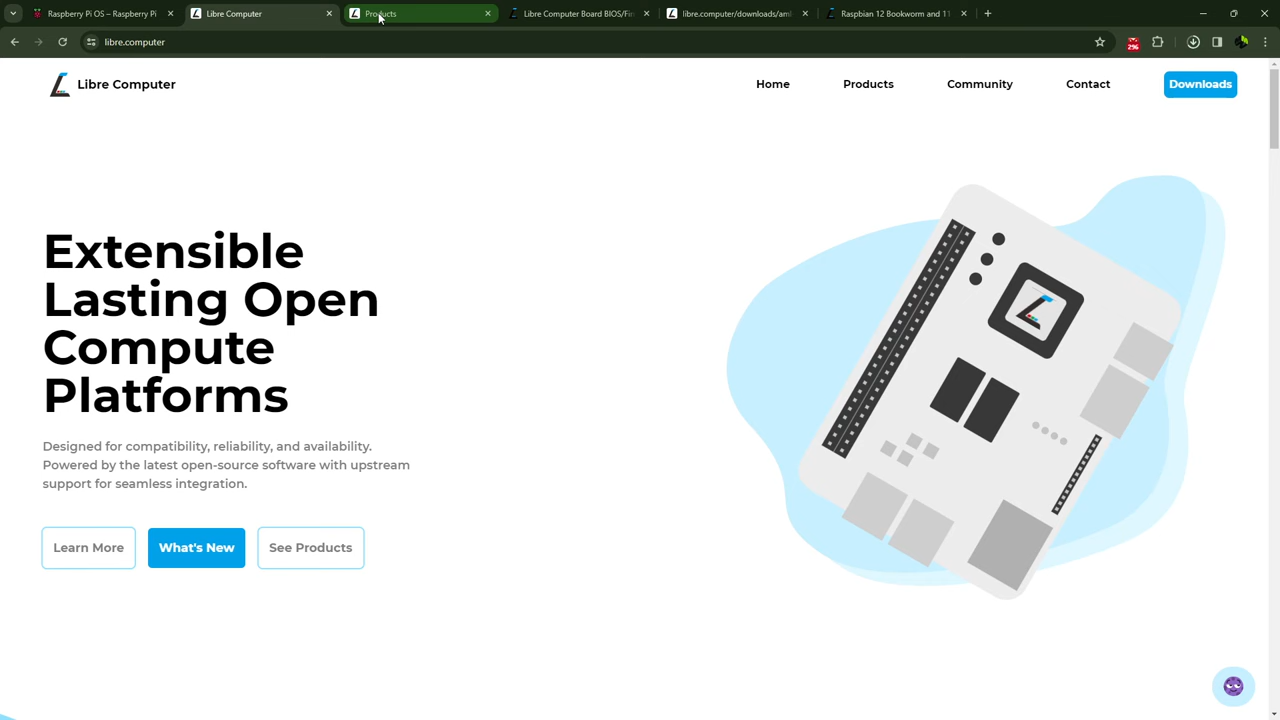 Raspberry Pi OS – Raspberry Pi
Libre Computer
Products
Libre Computer Board BIOS/Fir
libre.computer/downloads/aml
Raspbian 12 Bookworm and 11
libre.computer
296
Libre Computer
Home
Products
Community
Contact
Downloads
Extensible
Lasting Open
Compute
Platforms
Designed for compatibility, reliability, and availability.
Powered by the latest open-source software with upstream
support for seamless integration.
Learn More
What's New
See Products